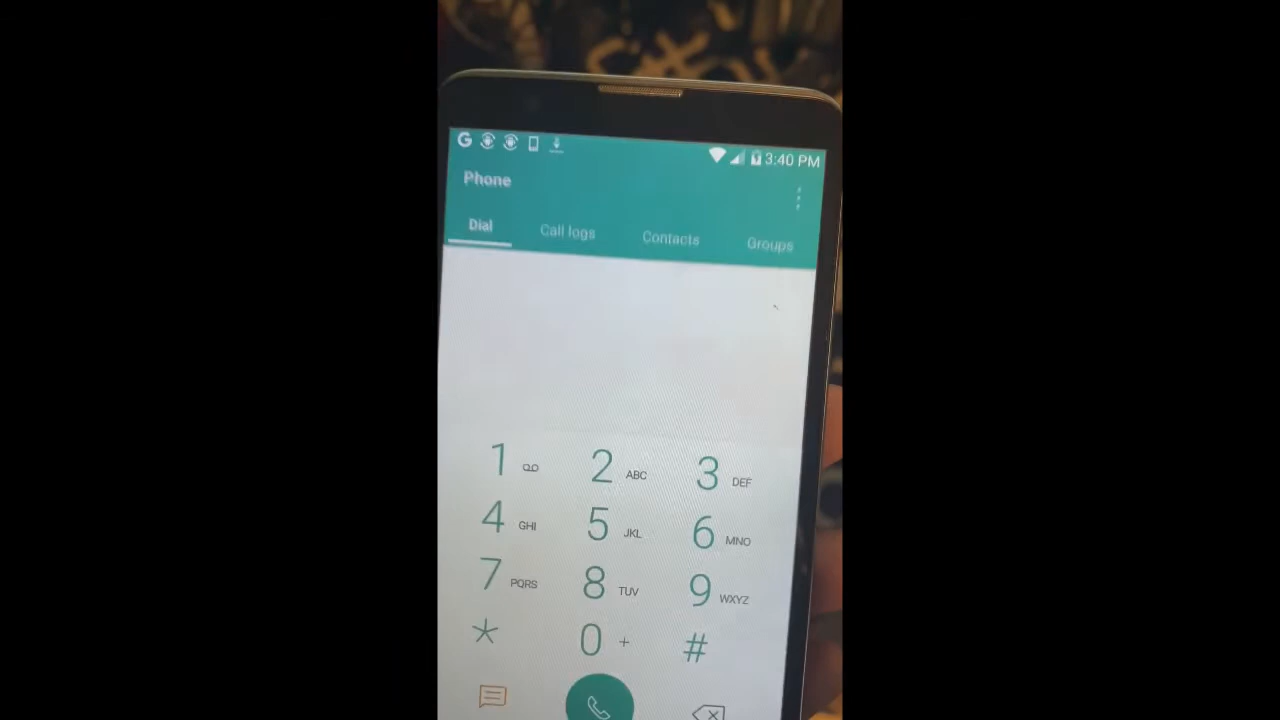 G 3:40 PM
Phone
Dial Call logs Contacts Groups
1 2 ABC 3 DEF
4 GHI 5 JKL 6 MNO
7 PQRS 8 TUV 9 WXYZ
* 0 + #